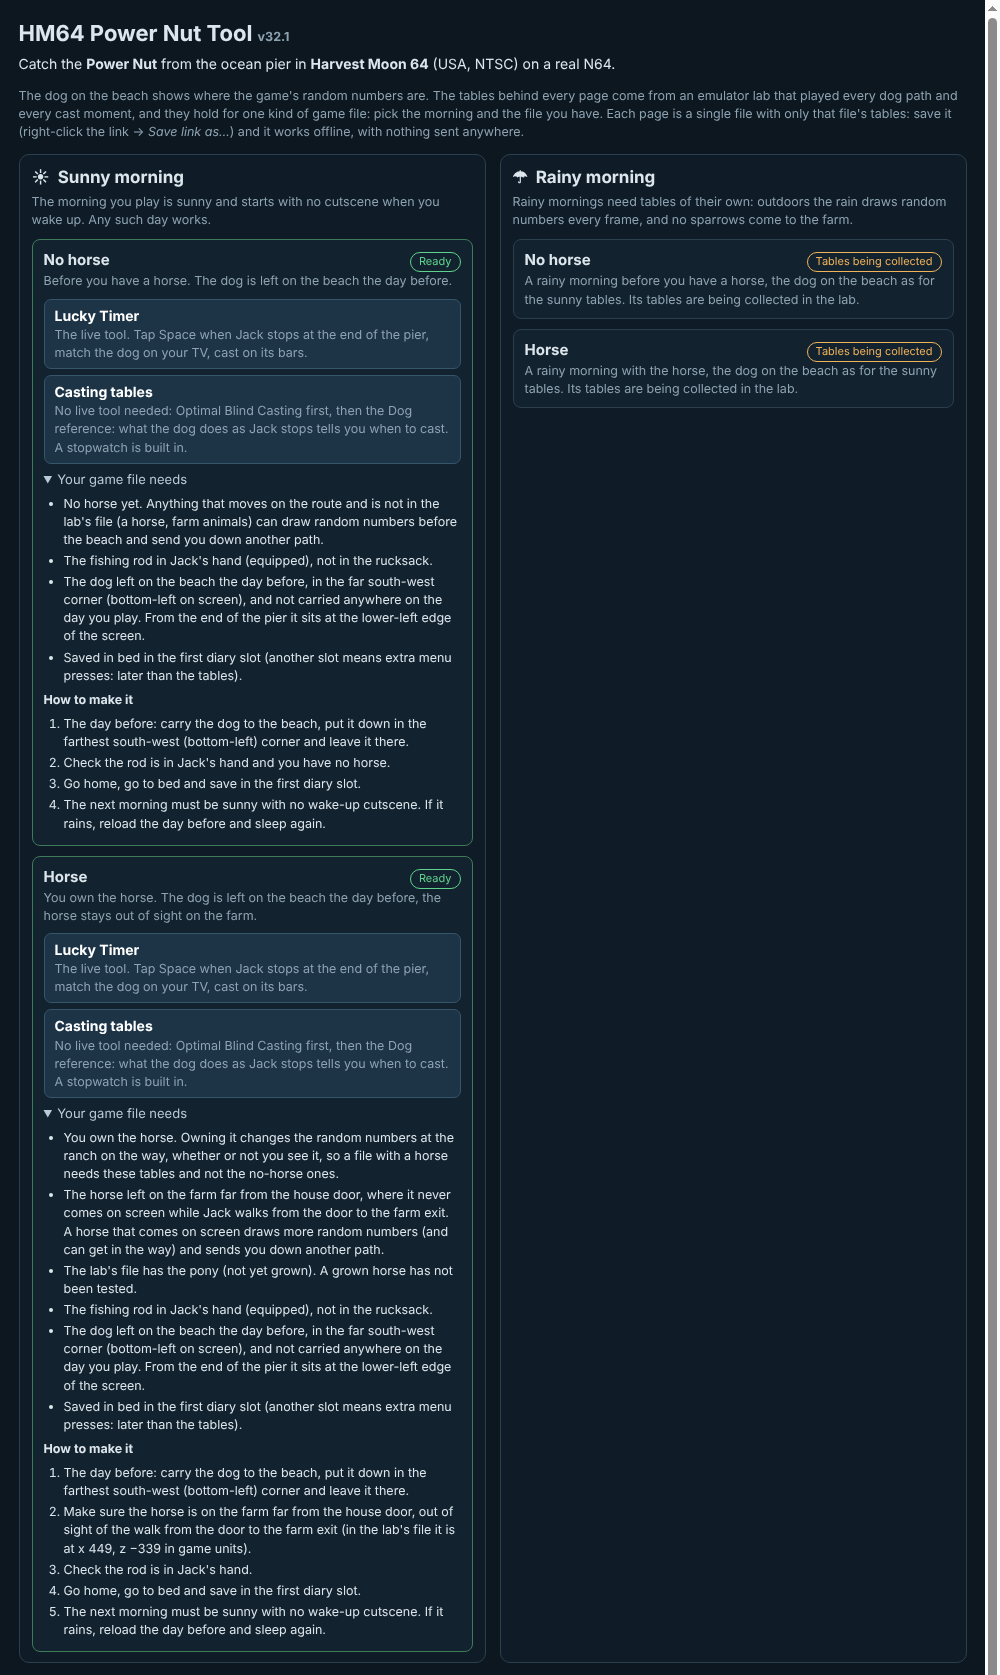 HM64 Power Nut Tool v32.1
Catch the Power Nut from the ocean pier in Harvest Moon 64 (USA, NTSC) on a real N64.
The dog on the beach shows where the game's random numbers are. The tables behind every page come from an emulator lab that played every dog path and
every cast moment, and they hold for one kind of game file: pick the morning and the file you have. Each page is a single file with only that file's tables: save it
(right-click the link → Save link as...) and it works offline, with nothing sent anywhere.
☀ Sunny morning
The morning you play is sunny and starts with no cutscene when you
wake up. Any such day works.
No horse
Ready
Before you have a horse. The dog is left on the beach the day before.
Lucky Timer
The live tool. Tap Space when Jack stops at the end of the pier,
match the dog on your TV, cast on its bars.
Casting tables
No live tool needed: Optimal Blind Casting first, then the Dog
reference: what the dog does as Jack stops tells you when to cast.
A stopwatch is built in.
▼ Your game file needs
• No horse yet. Anything that moves on the route and is not in the
lab's file (a horse, farm animals) can draw random numbers before
the beach and send you down another path.
• The fishing rod in Jack's hand (equipped), not in the rucksack.
• The dog left on the beach the day before, in the far south-west
corner (bottom-left on screen), and not carried anywhere on the
day you play. From the end of the pier it sits at the lower-left edge
of the screen.
• Saved in bed in the first diary slot (another slot means extra menu
presses: later than the tables).
How to make it
1. The day before: carry the dog to the beach, put it down in the
farthest south-west (bottom-left) corner and leave it there.
2. Check the rod is in Jack's hand and you have no horse.
3. Go home, go to bed and save in the first diary slot.
4. The next morning must be sunny with no wake-up cutscene. If it
rains, reload the day before and sleep again.
Horse
Ready
You own the horse. The dog is left on the beach the day before, the
horse stays out of sight on the farm.
Lucky Timer
The live tool. Tap Space when Jack stops at the end of the pier,
match the dog on your TV, cast on its bars.
Casting tables
No live tool needed: Optimal Blind Casting first, then the Dog
reference: what the dog does as Jack stops tells you when to cast.
A stopwatch is built in.
▼ Your game file needs
• You own the horse. Owning it changes the random numbers at the
ranch on the way, whether or not you see it, so a file with a horse
needs these tables and not the no-horse ones.
• The horse left on the farm far from the house door, where it never
comes on screen while Jack walks from the door to the farm exit.
A horse that comes on screen draws more random numbers (and
can get in the way) and sends you down another path.
• The lab's file has the pony (not yet grown). A grown horse has not
been tested.
• The fishing rod in Jack's hand (equipped), not in the rucksack.
• The dog left on the beach the day before, in the far south-west
corner (bottom-left on screen), and not carried anywhere on the
day you play. From the end of the pier it sits at the lower-left edge
of the screen.
• Saved in bed in the first diary slot (another slot means extra menu
presses: later than the tables).
How to make it
1. The day before: carry the dog to the beach, put it down in the
farthest south-west (bottom-left) corner and leave it there.
2. Make sure the horse is on the farm far from the house door, out of
sight of the walk from the door to the farm exit (in the lab's file it is
at x 449, z −339 in game units).
3. Check the rod is in Jack's hand.
4. Go home, go to bed and save in the first diary slot.
5. The next morning must be sunny with no wake-up cutscene. If it
rains, reload the day before and sleep again.
☂ Rainy morning
Rainy mornings need tables of their own: outdoors the rain draws random
numbers every frame, and no sparrows come to the farm.
No horse
Tables being collected
A rainy morning before you have a horse, the dog on the beach as for
the sunny tables. Its tables are being collected in the lab.
Horse
Tables being collected
A rainy morning with the horse, the dog on the beach as for the sunny
tables. Its tables are being collected in the lab.